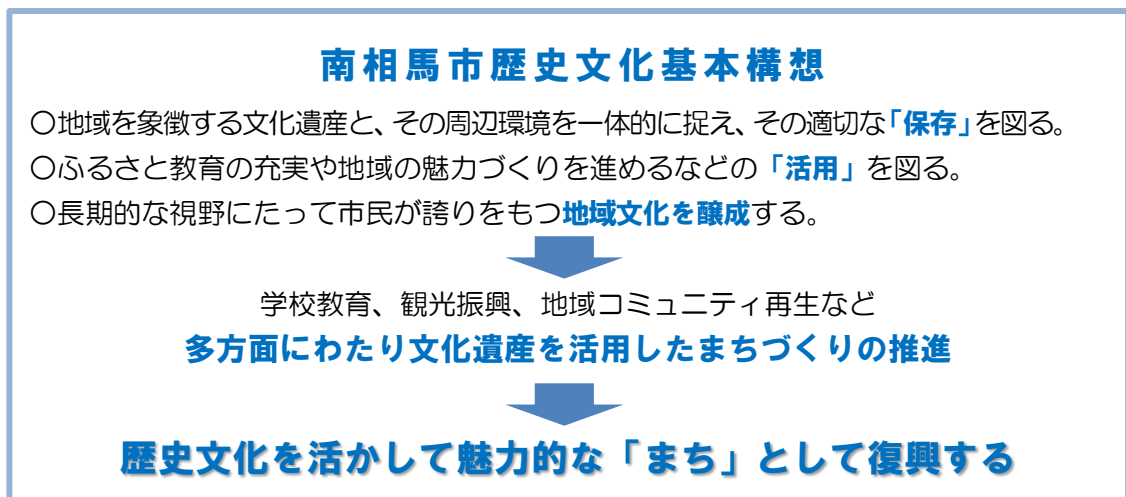 南相馬市歴史文化基本構想
〇地域を象徴する文化遺産と、その周辺環境を一体的に捉え、その適切な「保存」を図る。
〇ふるさと教育の充実や地域の魅力づくりを進めるなどの「活用」を図る。
〇長期的な視野にたって市民が誇りをもつ地域文化を醸成する。
学校教育、観光振興、地域コミュニティ再生など
多方面にわたり文化遺産を活用したまちづくりの推進
歴史文化を活かして魅力的な「まち」として復興する